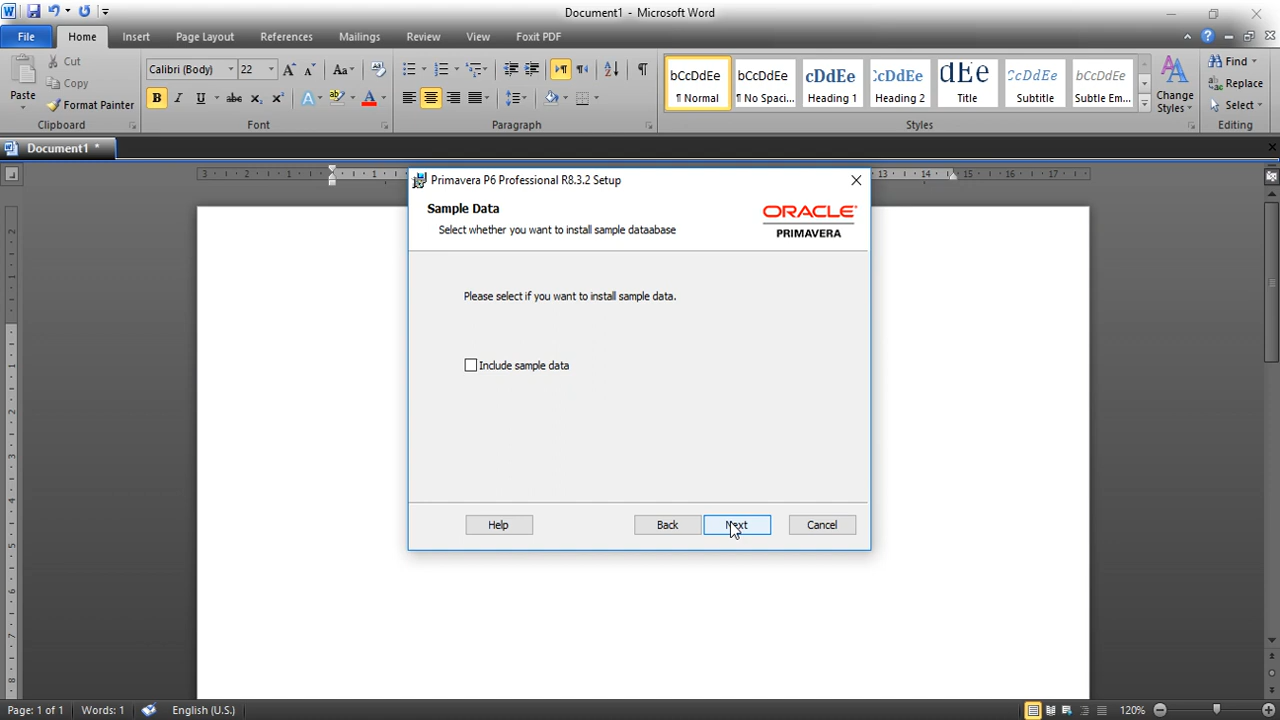 Document1 - Microsoft Word
File Home Insert Page Layout References Mailings Review View Foxit PDF
Paste
Cut
Copy
Format Painter
Clipboard
Calibri (Body) 22
Font
Paragraph
bCcDdEe
¶ Normal
bCcDdEe
¶ No Spaci...
cDdEe
Heading 1
cDdEe
Heading 2
dEe
Title
CcDdEe
Subtitle
bCcDdEe
Subtle Em...
Change
Styles
Styles
Find
Replace
Select
Editing
Document1 *
Primavera P6 Professional R8.3.2 Setup
Sample Data
Select whether you want to install sample dataabase
ORACLE
PRIMAVERA
Please select if you want to install sample data.
Include sample data
Help Back Next Cancel
Page: 1 of 1 Words: 1 English (U.S.) 120%